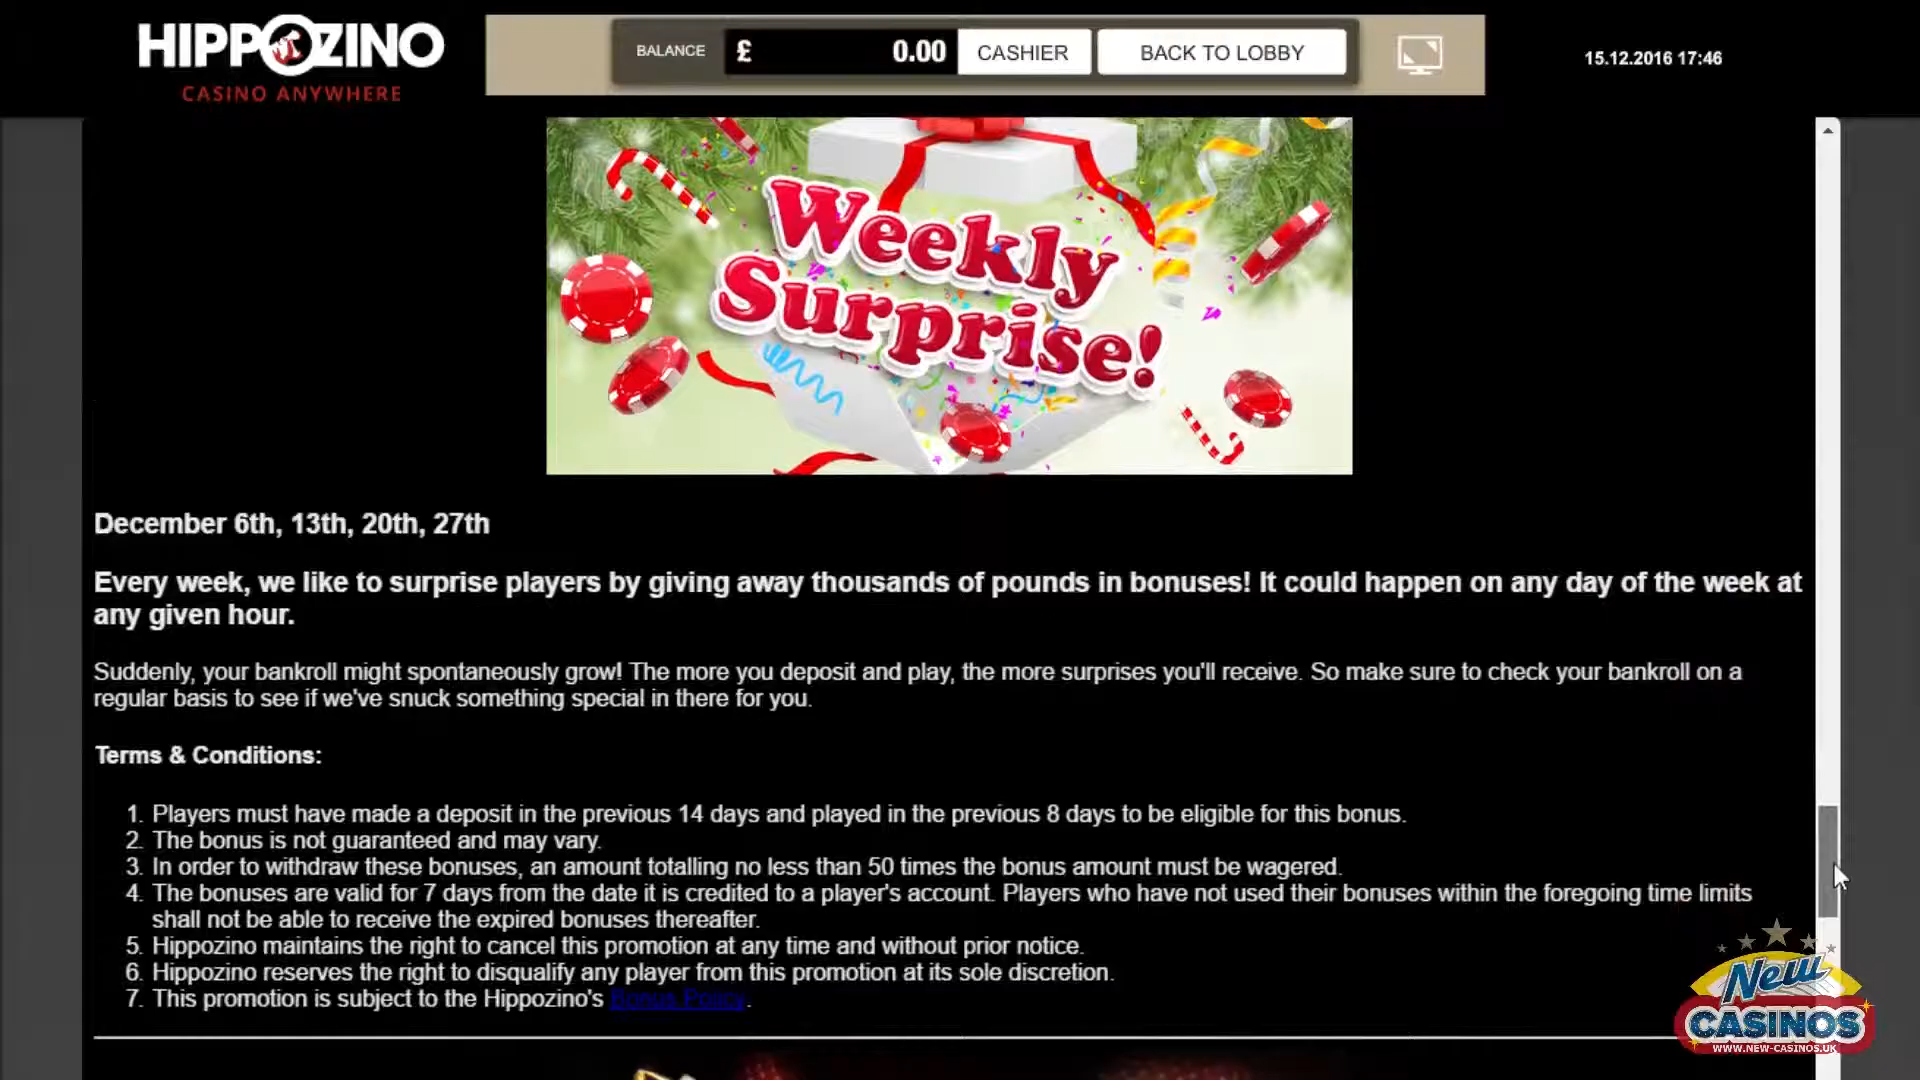 HIPPOZINO
CASINO ANYWHERE
BALANCE £ 0.00 CASHIER BACK TO LOBBY
15.12.2016 17:46
Weekly
Surprise!
December 6th, 13th, 20th, 27th
Every week, we like to surprise players by giving away thousands of pounds in bonuses! It could happen on any day of the week at
any given hour.
Suddenly, your bankroll might spontaneously grow! The more you deposit and play, the more surprises you'll receive. So make sure to check your bankroll on a
regular basis to see if we've snuck something special in there for you.
Terms & Conditions:
1. Players must have made a deposit in the previous 14 days and played in the previous 8 days to be eligible for this bonus.
2. The bonus is not guaranteed and may vary.
3. In order to withdraw these bonuses, an amount totalling no less than 50 times the bonus amount must be wagered.
4. The bonuses are valid for 7 days from the date it is credited to a player's account. Players who have not used their bonuses within the foregoing time limits
shall not be able to receive the expired bonuses thereafter.
5. Hippozino maintains the right to cancel this promotion at any time and without prior notice.
6. Hippozino reserves the right to disqualify any player from this promotion at its sole discretion.
7. This promotion is subject to the Hippozino's Bonus Policy.
New
CASINOS
WWW.NEW-CASINOS.UK